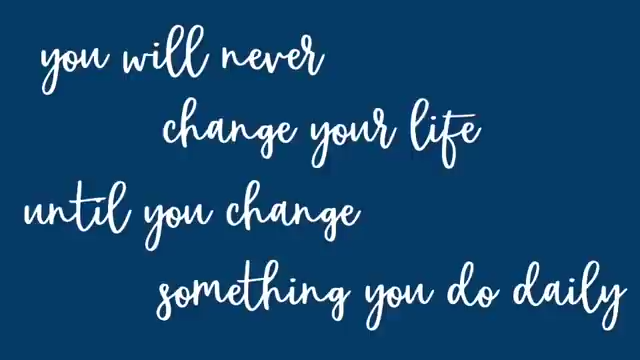 you will never
change your life
until you change
something you do daily